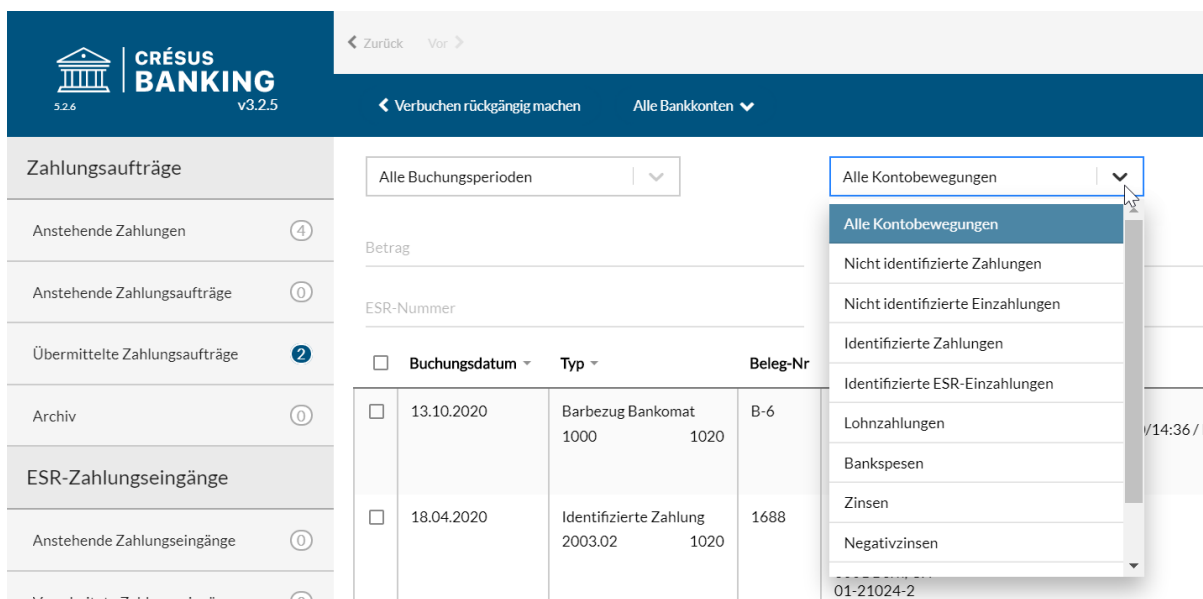 CRÉSUS
BANKING
5.2.6 v3.2.5
Zurück Vor
Verbuchen rückgängig machen Alle Bankkonten
Zahlungsaufträge
Anstehende Zahlungen 4
Anstehende Zahlungsaufträge 0
Übermittelte Zahlungsaufträge 2
Archiv 0
ESR-Zahlungseingänge
Anstehende Zahlungseingänge 0
Alle Buchungsperioden
Alle Kontobewegungen
Betrag
ESR-Nummer
Alle Kontobewegungen
Nicht identifizierte Zahlungen
Nicht identifizierte Einzahlungen
Identifizierte Zahlungen
Identifizierte ESR-Einzahlungen
Lohnzahlungen
Bankspesen
Zinsen
Negativzinsen
Buchungsdatum Typ Beleg-Nr
13.10.2020 Barbezug Bankomat B-6
1000 1020
/14:36 /
18.04.2020 Identifizierte Zahlung 1688
2003.02 1020
01-21024-2